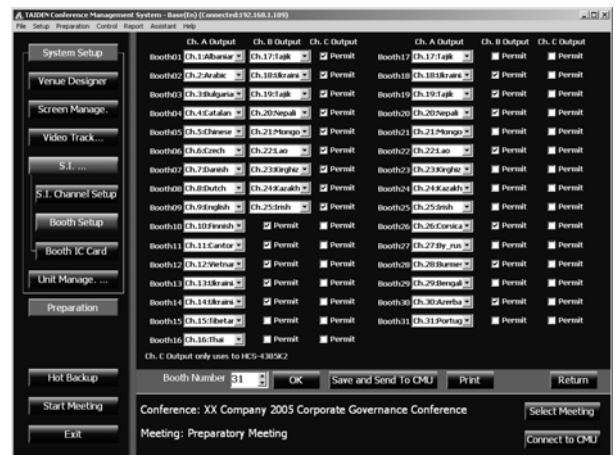 TAIDEN Conference Management System - Base(En) (Connected:192.168.1.109)
File Setup Preparation Control Report Assistant Help
System Setup
Venue Designer
Screen Manage.
Video Track...
S.I. ...
S.I. Channel Setup
Booth Setup
Booth IC Card
Unit Manage. ...
Preparation
Hot Backup
Start Meeting
Exit
Ch. A Output Ch. B Output Ch. C Output Ch. A Output Ch. B Output Ch. C Output
Booth01 Ch.1:Albaniar Ch.17:Tajik Permit Booth17 Ch.17:Tajik Permit Permit
Booth02 Ch.2:Arabic Ch.18:Ukraini Permit Booth18 Ch.18:Ukraini Permit Permit
Booth03 Ch.3:Bulgaria Ch.19:Tajik Permit Booth19 Ch.19:Tajik Permit Permit
Booth04 Ch.4:Catalan Ch.20:Nepali Permit Booth20 Ch.20:Nepali Permit Permit
Booth05 Ch.5:Chinese Ch.21:Mongo Permit Booth21 Ch.21:Mongo Permit Permit
Booth06 Ch.6:Czech Ch.22:Lao Permit Booth22 Ch.22:Lao Permit Permit
Booth07 Ch.7:Danish Ch.23:Kirghiz Permit Booth23 Ch.23:Kirghiz Permit Permit
Booth08 Ch.8:Dutch Ch.24:Kazakh Permit Booth24 Ch.24:Kazakh Permit Permit
Booth09 Ch.9:English Ch.25:Irish Permit Booth25 Ch.25:Irish Permit Permit
Booth10 Ch.10:Finnish Permit Permit Booth26 Ch.26:Corsica Permit Permit
Booth11 Ch.11:Cantor Permit Permit Booth27 Ch.27:By_rus Permit Permit
Booth12 Ch.12:Vietnar Permit Permit Booth28 Ch.28:Burmes Permit Permit
Booth13 Ch.13:Ukraini Permit Permit Booth29 Ch.29:Bengali Permit Permit
Booth14 Ch.14:Ukraini Permit Permit Booth30 Ch.30:Azerba Permit Permit
Booth15 Ch.15:Tibetar Permit Permit Booth31 Ch.31:Portug Permit Permit
Booth16 Ch.16:Thai Permit Permit
Ch. C Output only uses to HCS-4385K2
Booth Number 31 OK Save and Send To CMU Print Return
Conference: XX Company 2005 Corporate Governance Conference
Select Meeting
Meeting: Preparatory Meeting
Connect to CMU